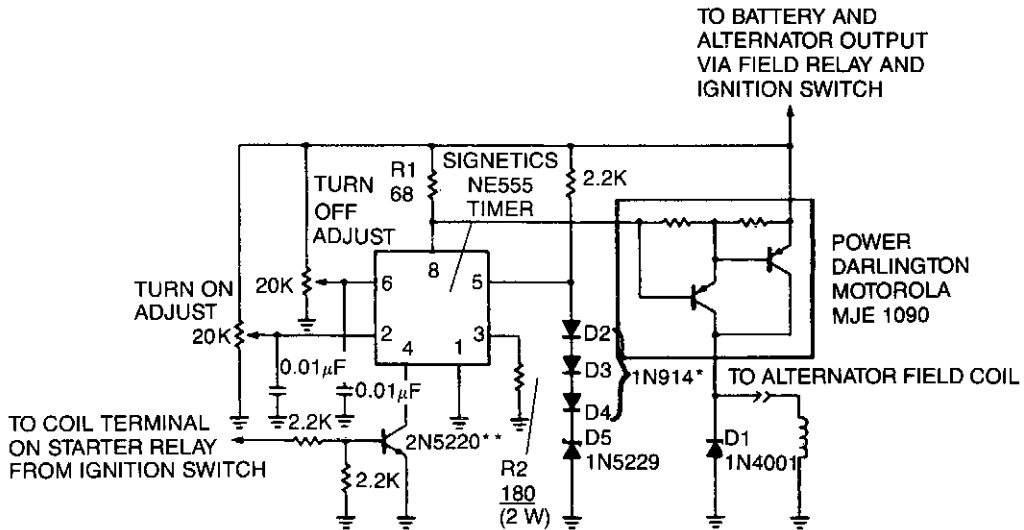 TO BATTERY AND
ALTERNATOR OUTPUT
VIA FIELD RELAY AND
IGNITION SWITCH
R1
68
SIGNETICS
NE555
TIMER
2.2K
TURN
OFF
ADJUST
20K
TURN ON
ADJUST
20K
6
8
5
2
4
1
3
POWER
DARLINGTON
MOTOROLA
MJE 1090
D2
D3
D4
1N914*
D5
1N5229
0.01μF
0.01μF
TO ALTERNATOR FIELD COIL
D1
1N4001
TO COIL TERMINAL
ON STARTER RELAY
FROM IGNITION SWITCH
2.2K
2N5220**
2.2K
R2
180
(2 W)